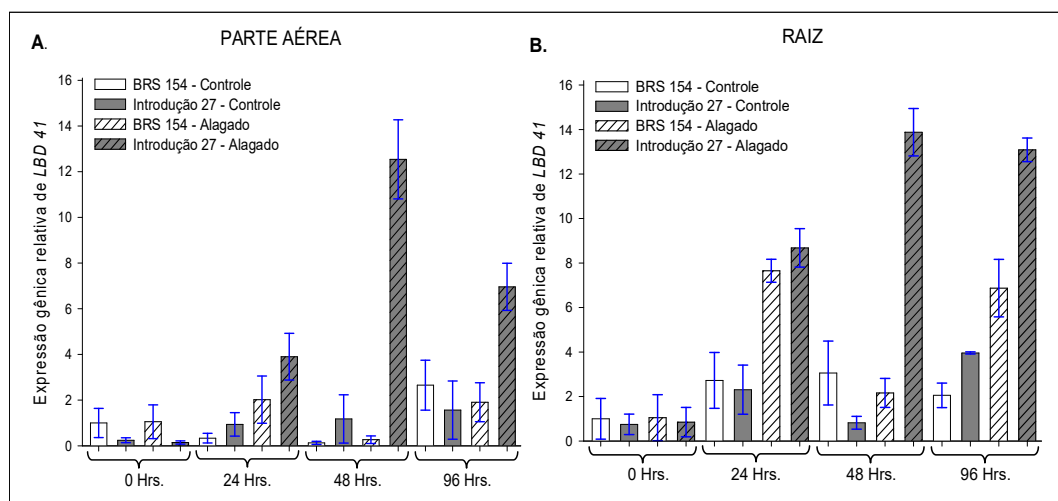 A.
PARTE AÉREA
Expressão gênica relativa de LBD 41
16
14
12
10
8
6
4
2
0
BRS 154 - Controle
Introdução 27 - Controle
BRS 154 - Alagado
Introdução 27 - Alagado
0 Hrs.
24 Hrs.
48 Hrs.
96 Hrs.
B.
RAIZ
Expressão gênica relativa de LBD 41
16
14
12
10
8
6
4
2
0
BRS 154 - Controle
Introdução 27 - Controle
BRS 154 - Alagado
Introdução 27 - Alagado
0 Hrs.
24 Hrs.
48 Hrs.
96 Hrs.